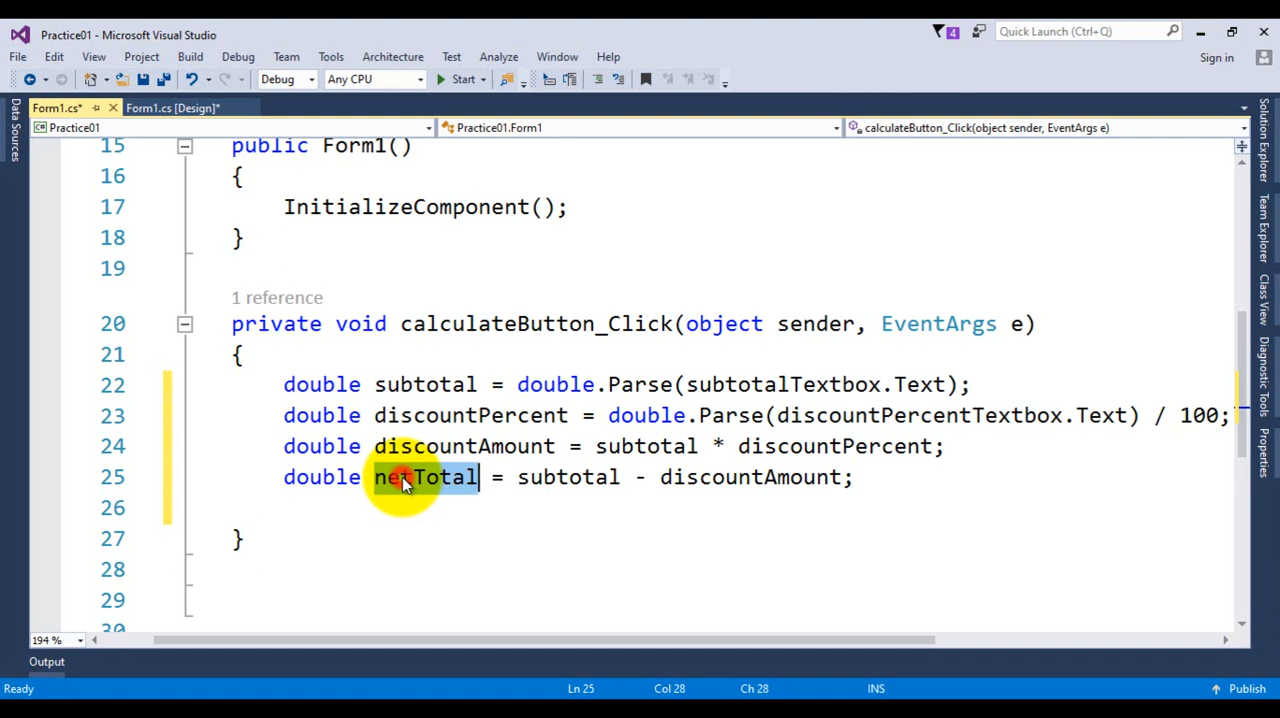 Practice01 - Microsoft Visual Studio
4
Quick Launch (Ctrl+Q)
File Edit View Project Build Debug Team Tools Architecture Test Analyze Window Help
Sign in
Debug Any CPU Start
Form1.cs* Form1.cs [Design]*
Practice01 Practice01.Form1 calculateButton_Click(object sender, EventArgs e)
Data Sources
15 public Form1()
16 {
17 InitializeComponent();
18 }
19
1 reference
20 private void calculateButton_Click(object sender, EventArgs e)
21 {
22 double subtotal = double.Parse(subtotalTextbox.Text);
23 double discountPercent = double.Parse(discountPercentTextbox.Text) / 100;
24 double discountAmount = subtotal * discountPercent;
25 double netTotal = subtotal - discountAmount;
26
27 }
28
29
30
Solution Explorer
Team Explorer
Class View
Diagnostic Tools
Properties
194 %
Output
Ready Ln 25 Col 28 Ch 28 INS Publish